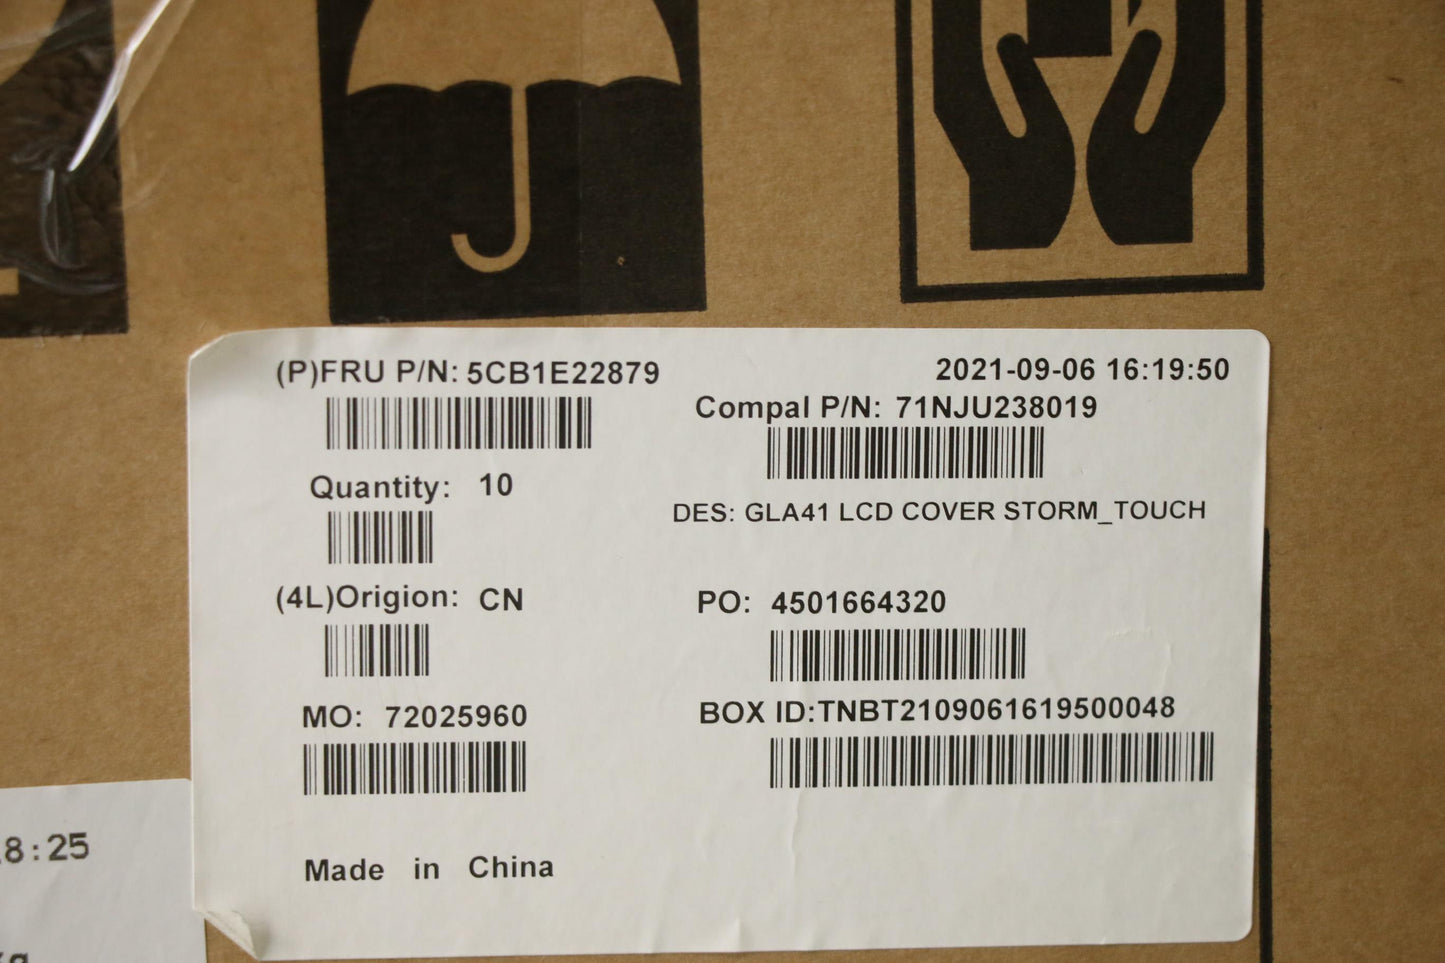 (P)FRU P/N: 5CB1E22879
2021-09-06 16:19:50
Compal P/N: 71NJU238019
Quantity: 10
DES: GLA41 LCD COVER STORM_TOUCH
(4L)Origion: CN
PO: 4501664320
MO: 72025960
BOX ID:TNBT2109061619500048
Made in China
8:25